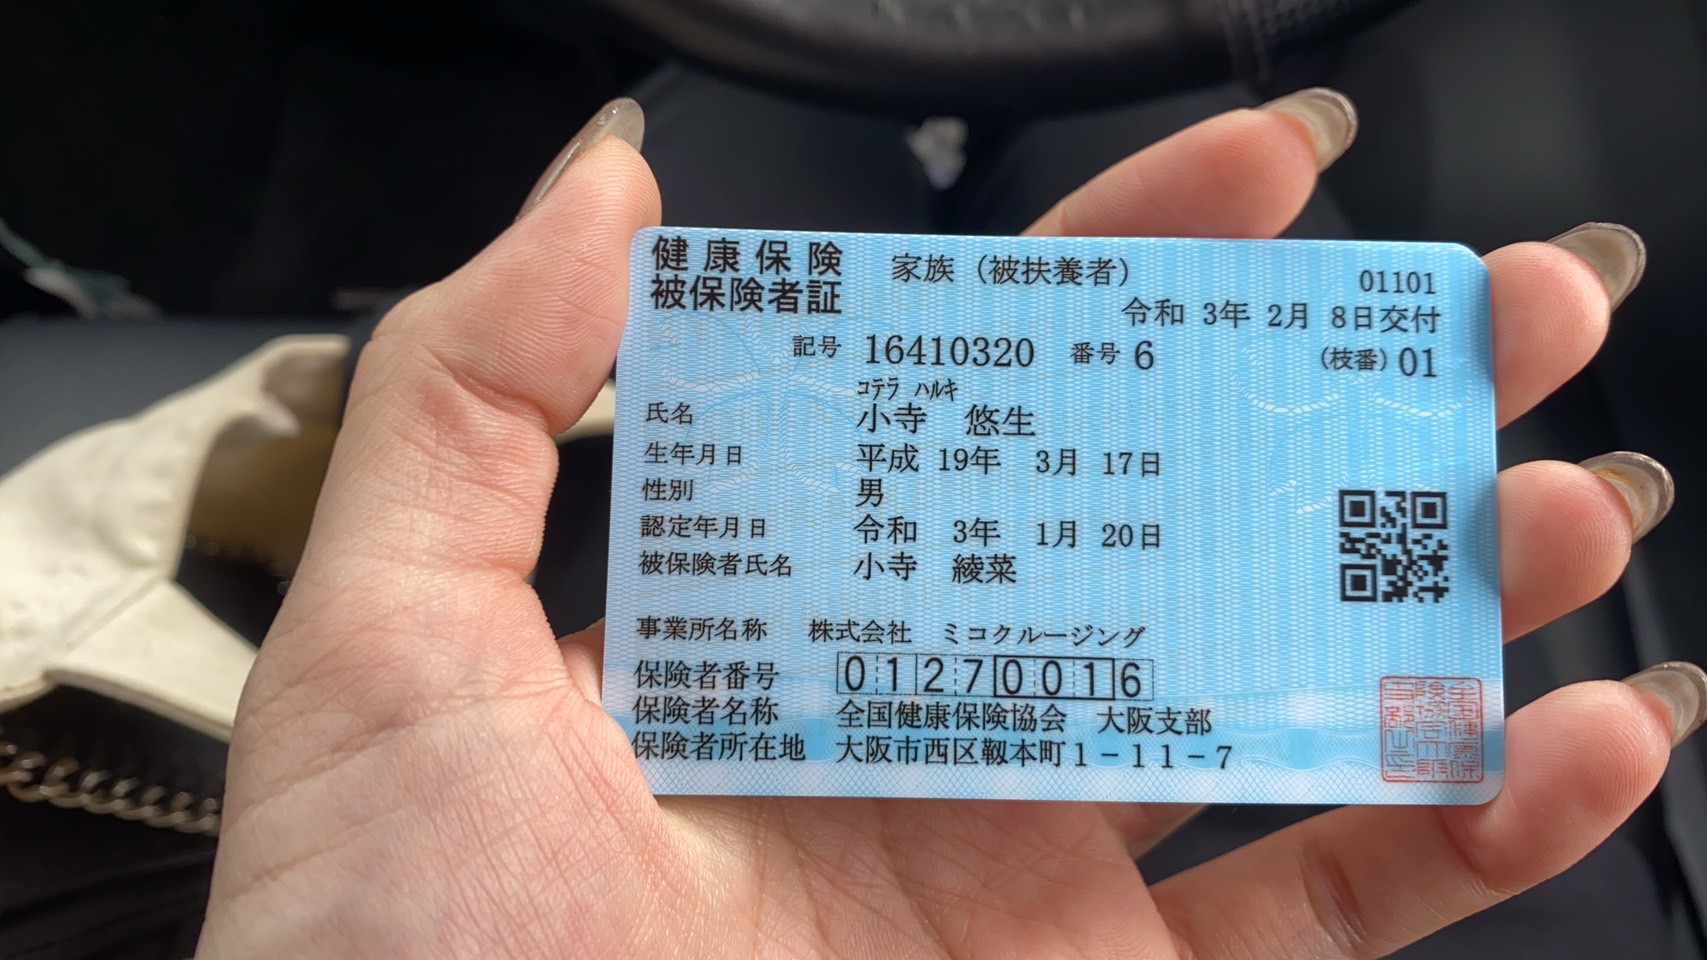 健康保険 家族（被扶養者） 01101
被保険者証 令和 3年 2月 8日交付
記号 16410320 番号 6 （枝番）01
ｺﾃﾗ ﾊﾙｷ
氏名 小寺 悠生
生年月日 平成 19年 3月 17日
性別 男
認定年月日 令和 3年 1月 20日
被保険者氏名 小寺 綾菜
事業所名称 株式会社 ミコクルージング
保険者番号 01270016
保険者名称 全国健康保険協会 大阪支部
保険者所在地 大阪市西区靱本町１－１１－７